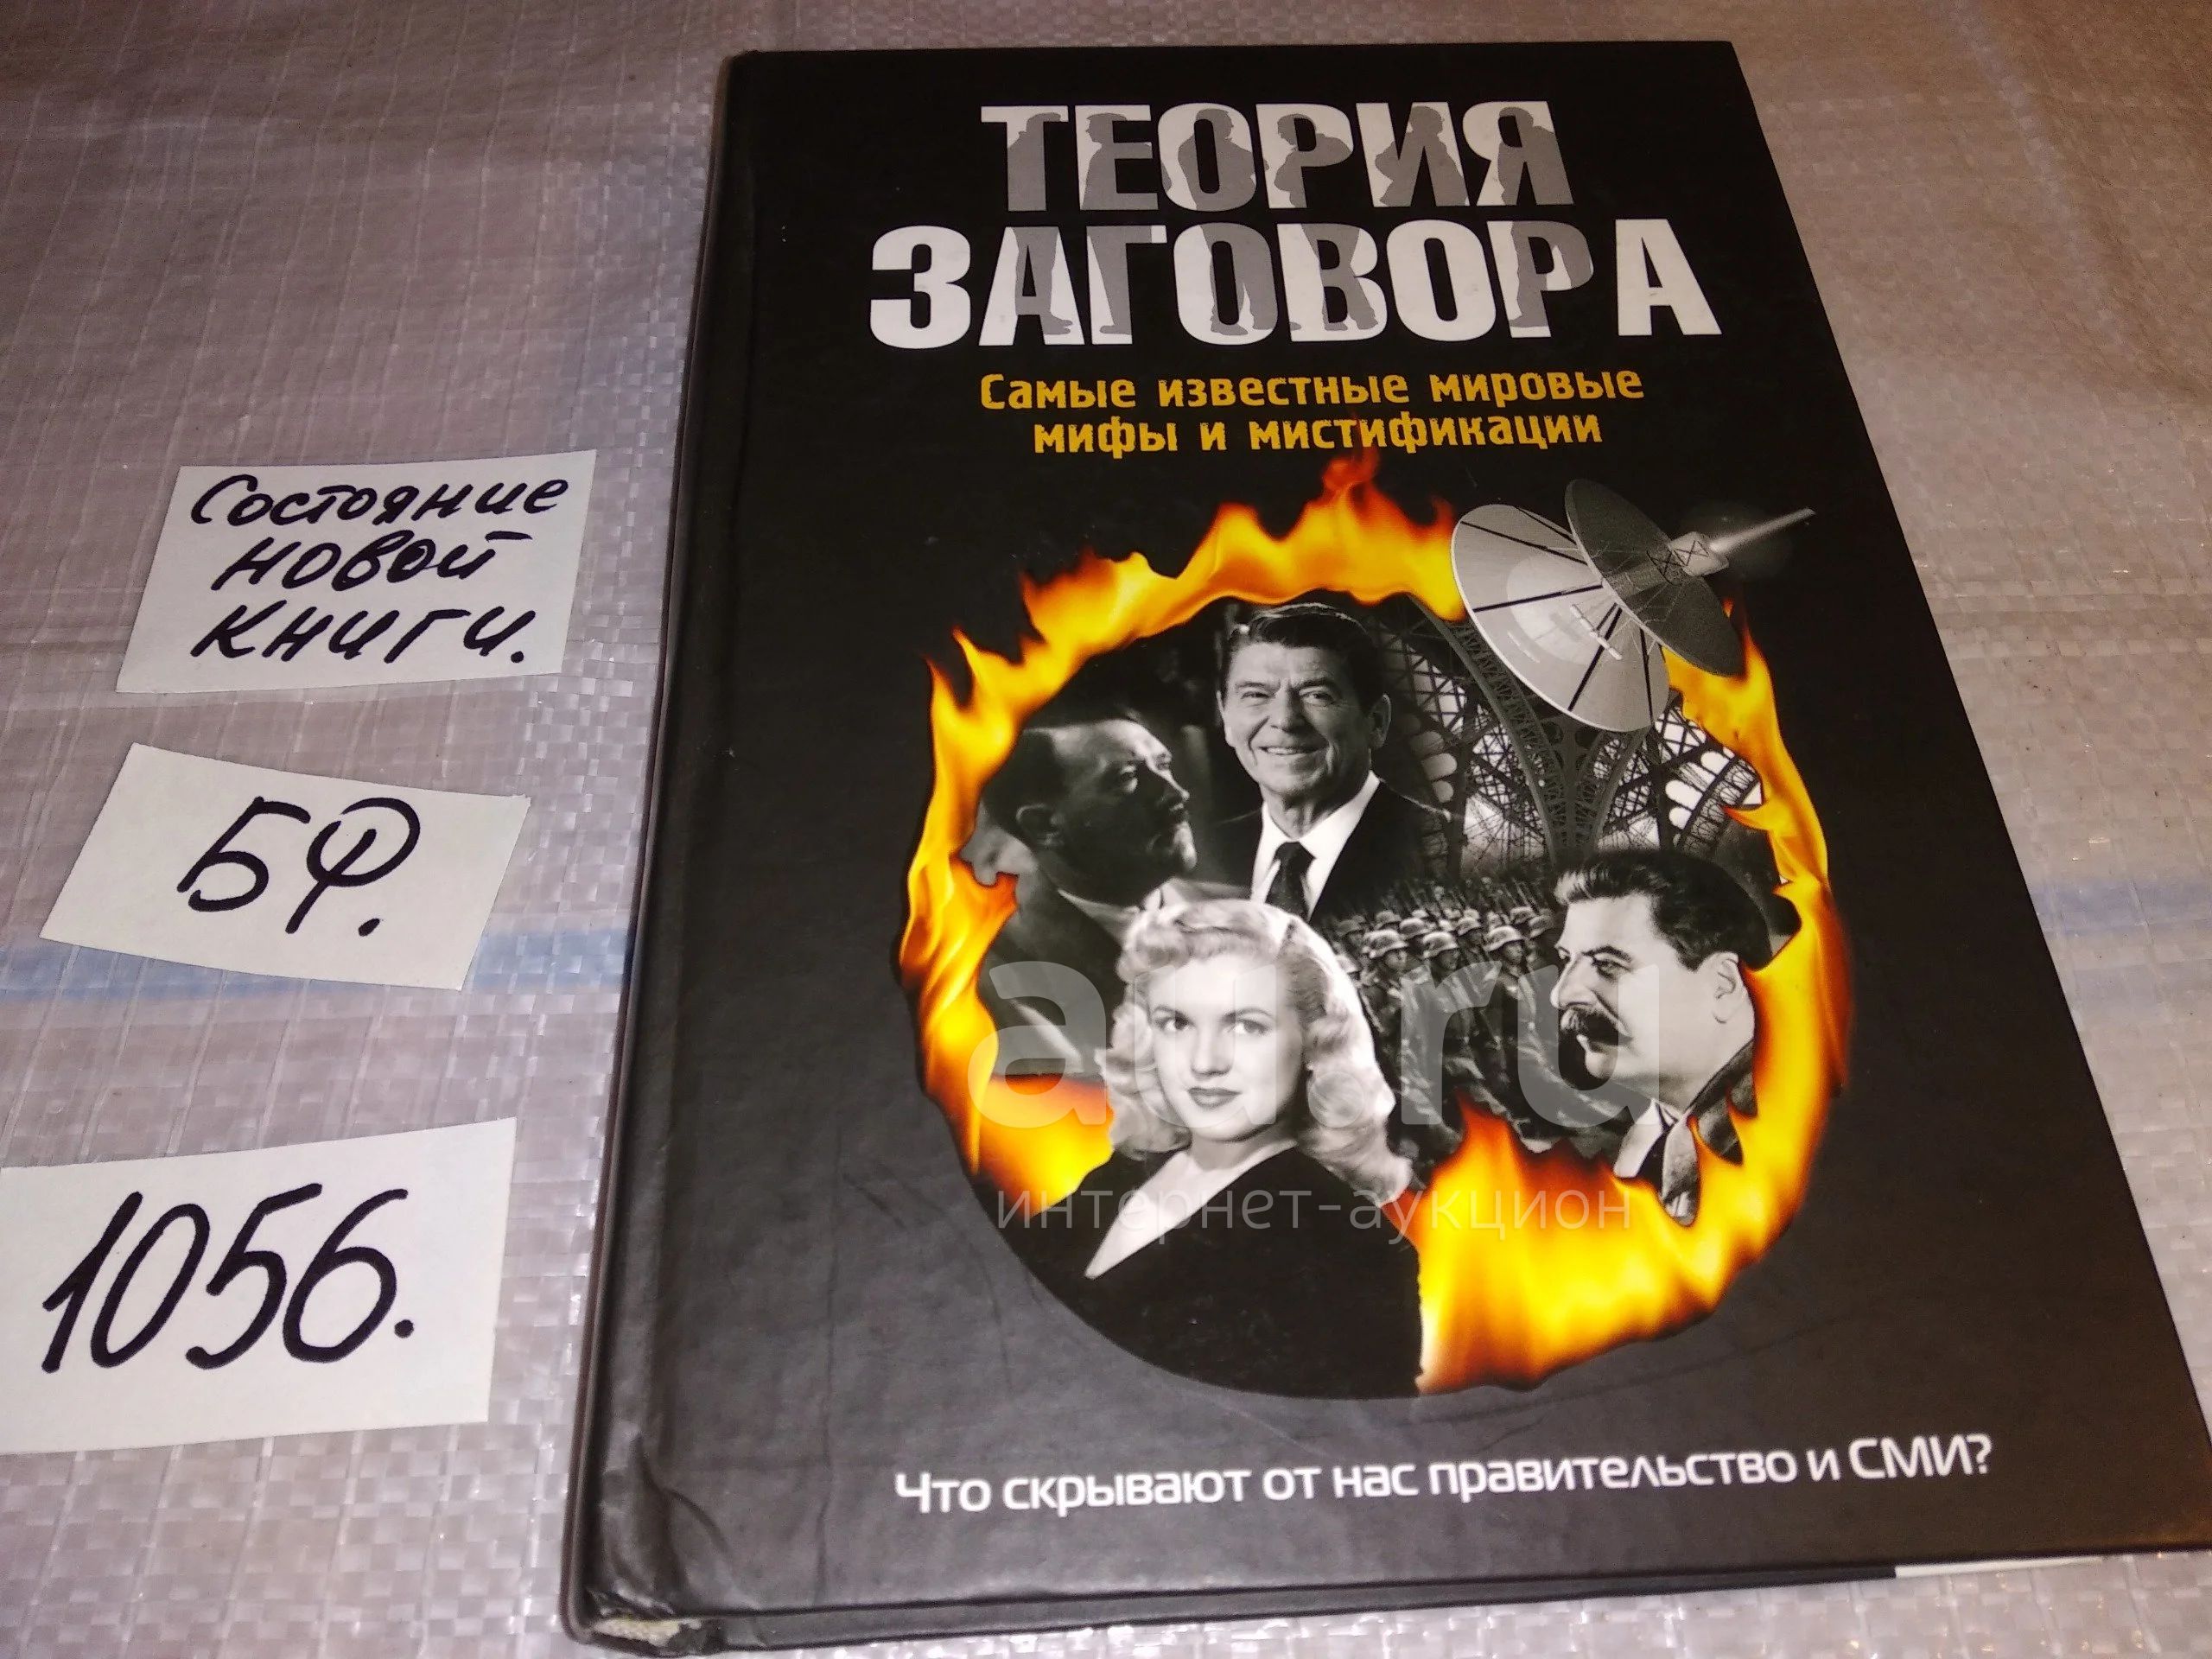 ТЕОРИЯ
ЗАГОВОРА
Самые известные мировые
мифы и мистификации
Состояние
новой
книги.
БФ.
1056.
au.ru
интернет-аукцион
Что скрывают от нас правительство и СМИ?